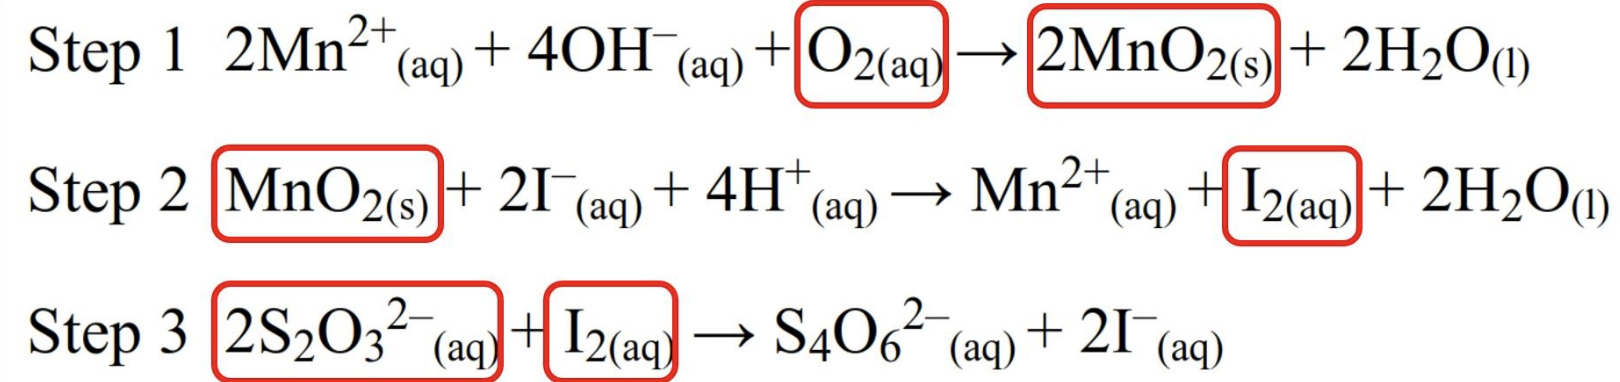 Step 1 2Mn²⁺(aq) + 4OH⁻(aq) + O₂(aq) → 2MnO₂(s) + 2H₂O(l)
Step 2 MnO₂(s) + 2I⁻(aq) + 4H⁺(aq) → Mn²⁺(aq) + I₂(aq) + 2H₂O(l)
Step 3 2S₂O₃²⁻(aq) + I₂(aq) → S₄O₆²⁻(aq) + 2I⁻(aq)